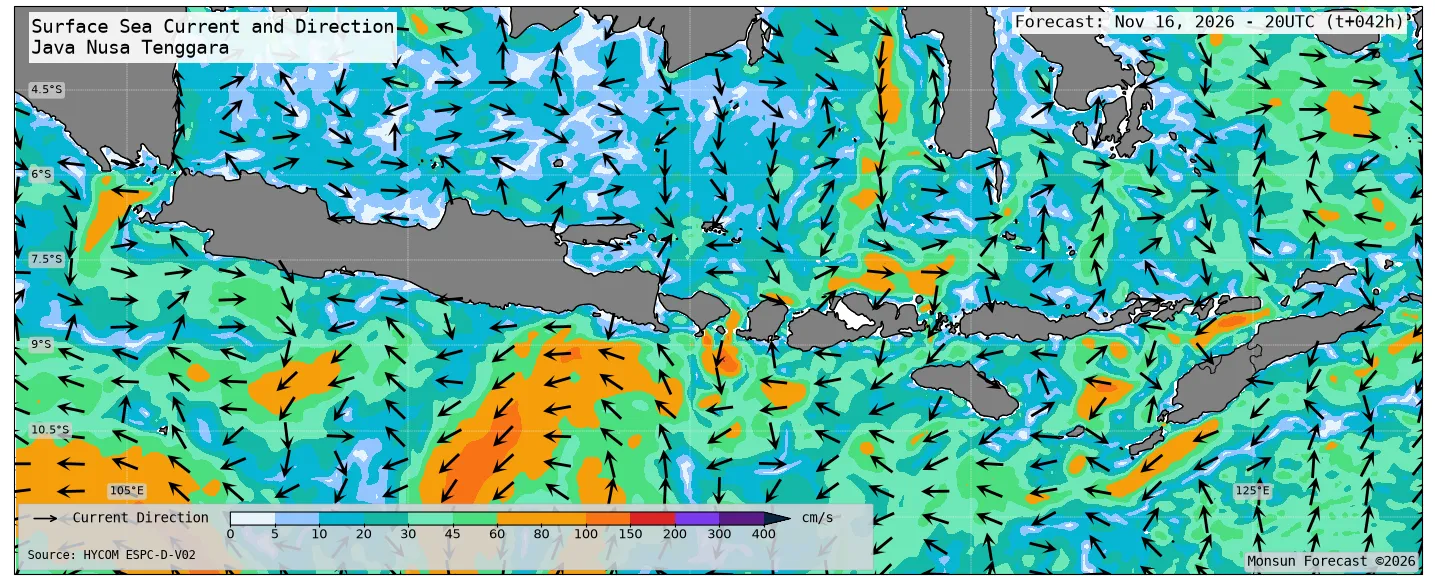 Surface Sea Current and Direction
Java Nusa Tenggara
Forecast: Nov 16, 2026 - 20UTC (t+042h)
4.5°S
6°S
7.5°S
9°S
10.5°S
105°E
125°E
Current Direction
0 5 10 20 30 45 60 80 100 150 200 300 400
cm/s
Source: HYCOM ESPC-D-V02
Monsun Forecast ©2026